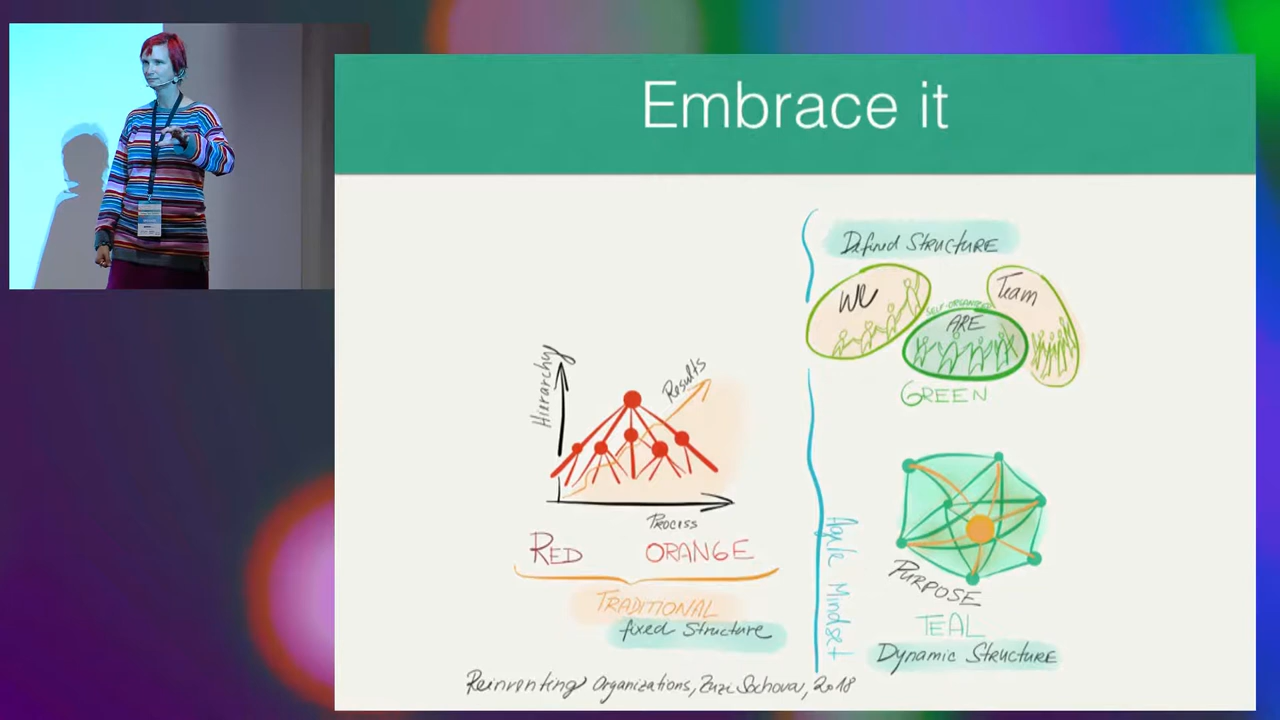 Embrace it
Defined STRUCTURE
WE
SELF-ORGANIZED
ARE
Team
GREEN
Hierarchy
Results
PROCESS
RED
ORANGE
TRADITIONAL
fixed Structure
Agile Mindset
PURPOSE
TEAL
Dynamic STRUCTURE
Reinventing Organizations, Zuzi Sochova, 2018